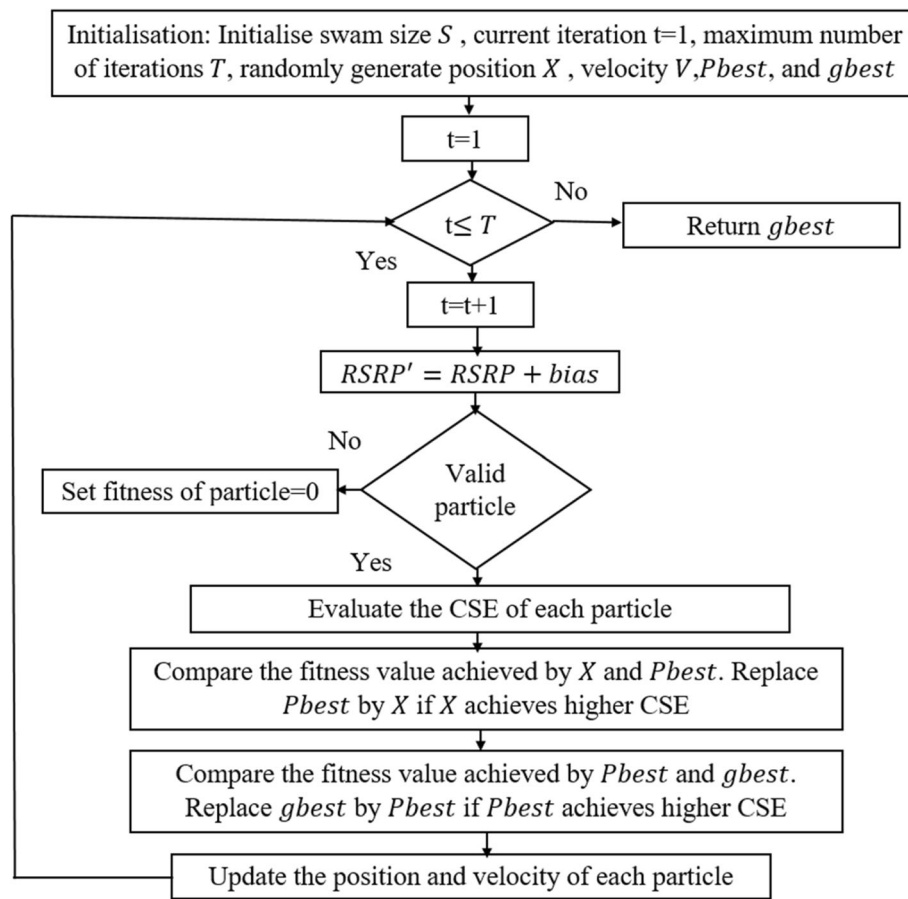 Initialisation: Initialise swam size S , current iteration t=1, maximum number
of iterations T, randomly generate position X , velocity V,Pbest, and gbest
t=1
t≤ T
No
Return gbest
Yes
t=t+1
RSRP′ = RSRP + bias
No
Valid
particle
Set fitness of particle=0
Yes
Evaluate the CSE of each particle
Compare the fitness value achieved by X and Pbest. Replace
Pbest by X if X achieves higher CSE
Compare the fitness value achieved by Pbest and gbest.
Replace gbest by Pbest if Pbest achieves higher CSE
Update the position and velocity of each particle